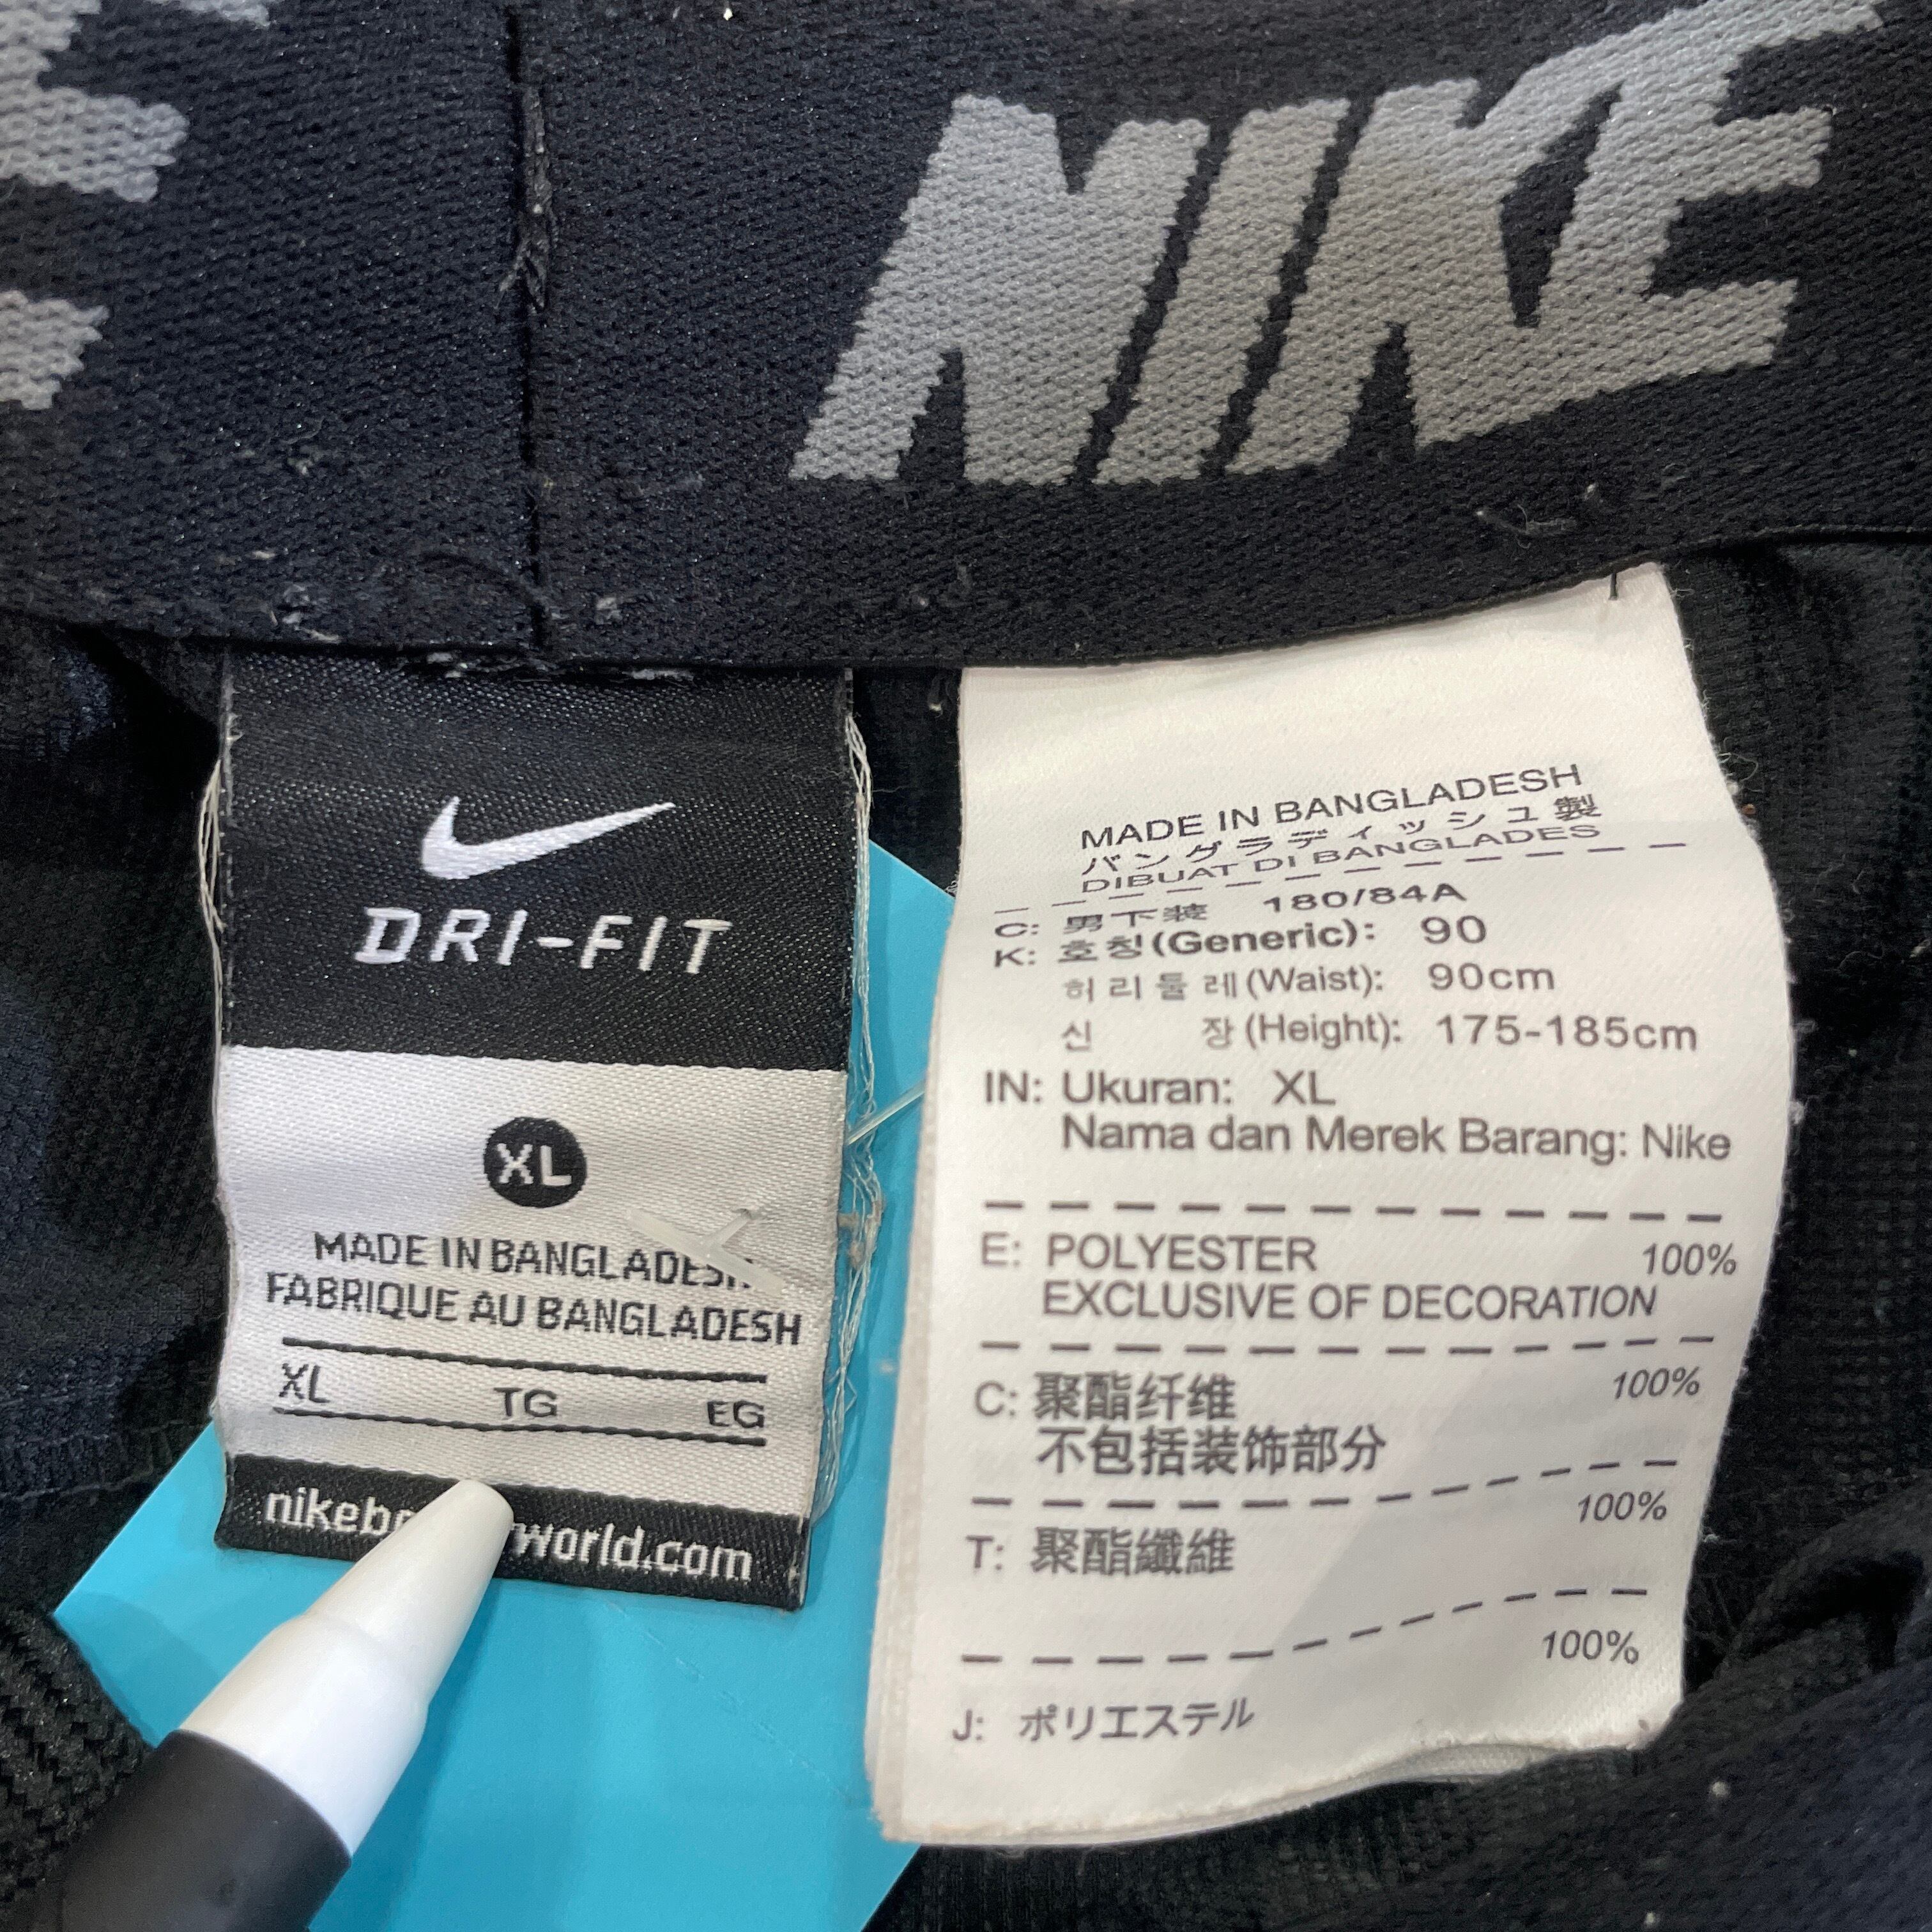 NIKE
DRI-FIT
XL
MADE IN BANGLADESH
FABRIQUE AU BANGLADESH
XL TG EG
MADE IN BANGLADESH
バングラディッシュ製
DIBUAT DI BANGLADES
C: 男下装 180/84A
K: 호칭(Generic): 90
허리둘레(Waist): 90cm
신 장(Height): 175-185cm
IN: Ukuran: XL
Nama dan Merek Barang: Nike
E: POLYESTER 100%
EXCLUSIVE OF DECORATION
C: 聚酯纤维 100%
不包括装饰部分
T: 聚酯纖維 100%
J: ポリエステル 100%